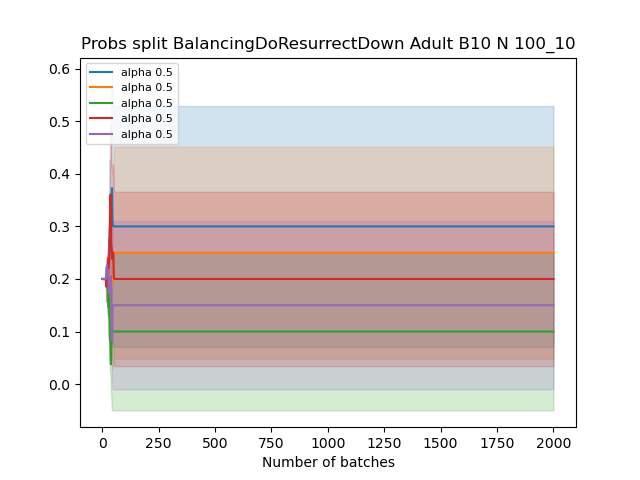 Probs split BalancingDoResurrectDown Adult B10 N 100_10
0.6
0.5
0.4
0.3
0.2
0.1
0.0
alpha 0.5
alpha 0.5
alpha 0.5
alpha 0.5
alpha 0.5
0 250 500 750 1000 1250 1500 1750 2000
Number of batches